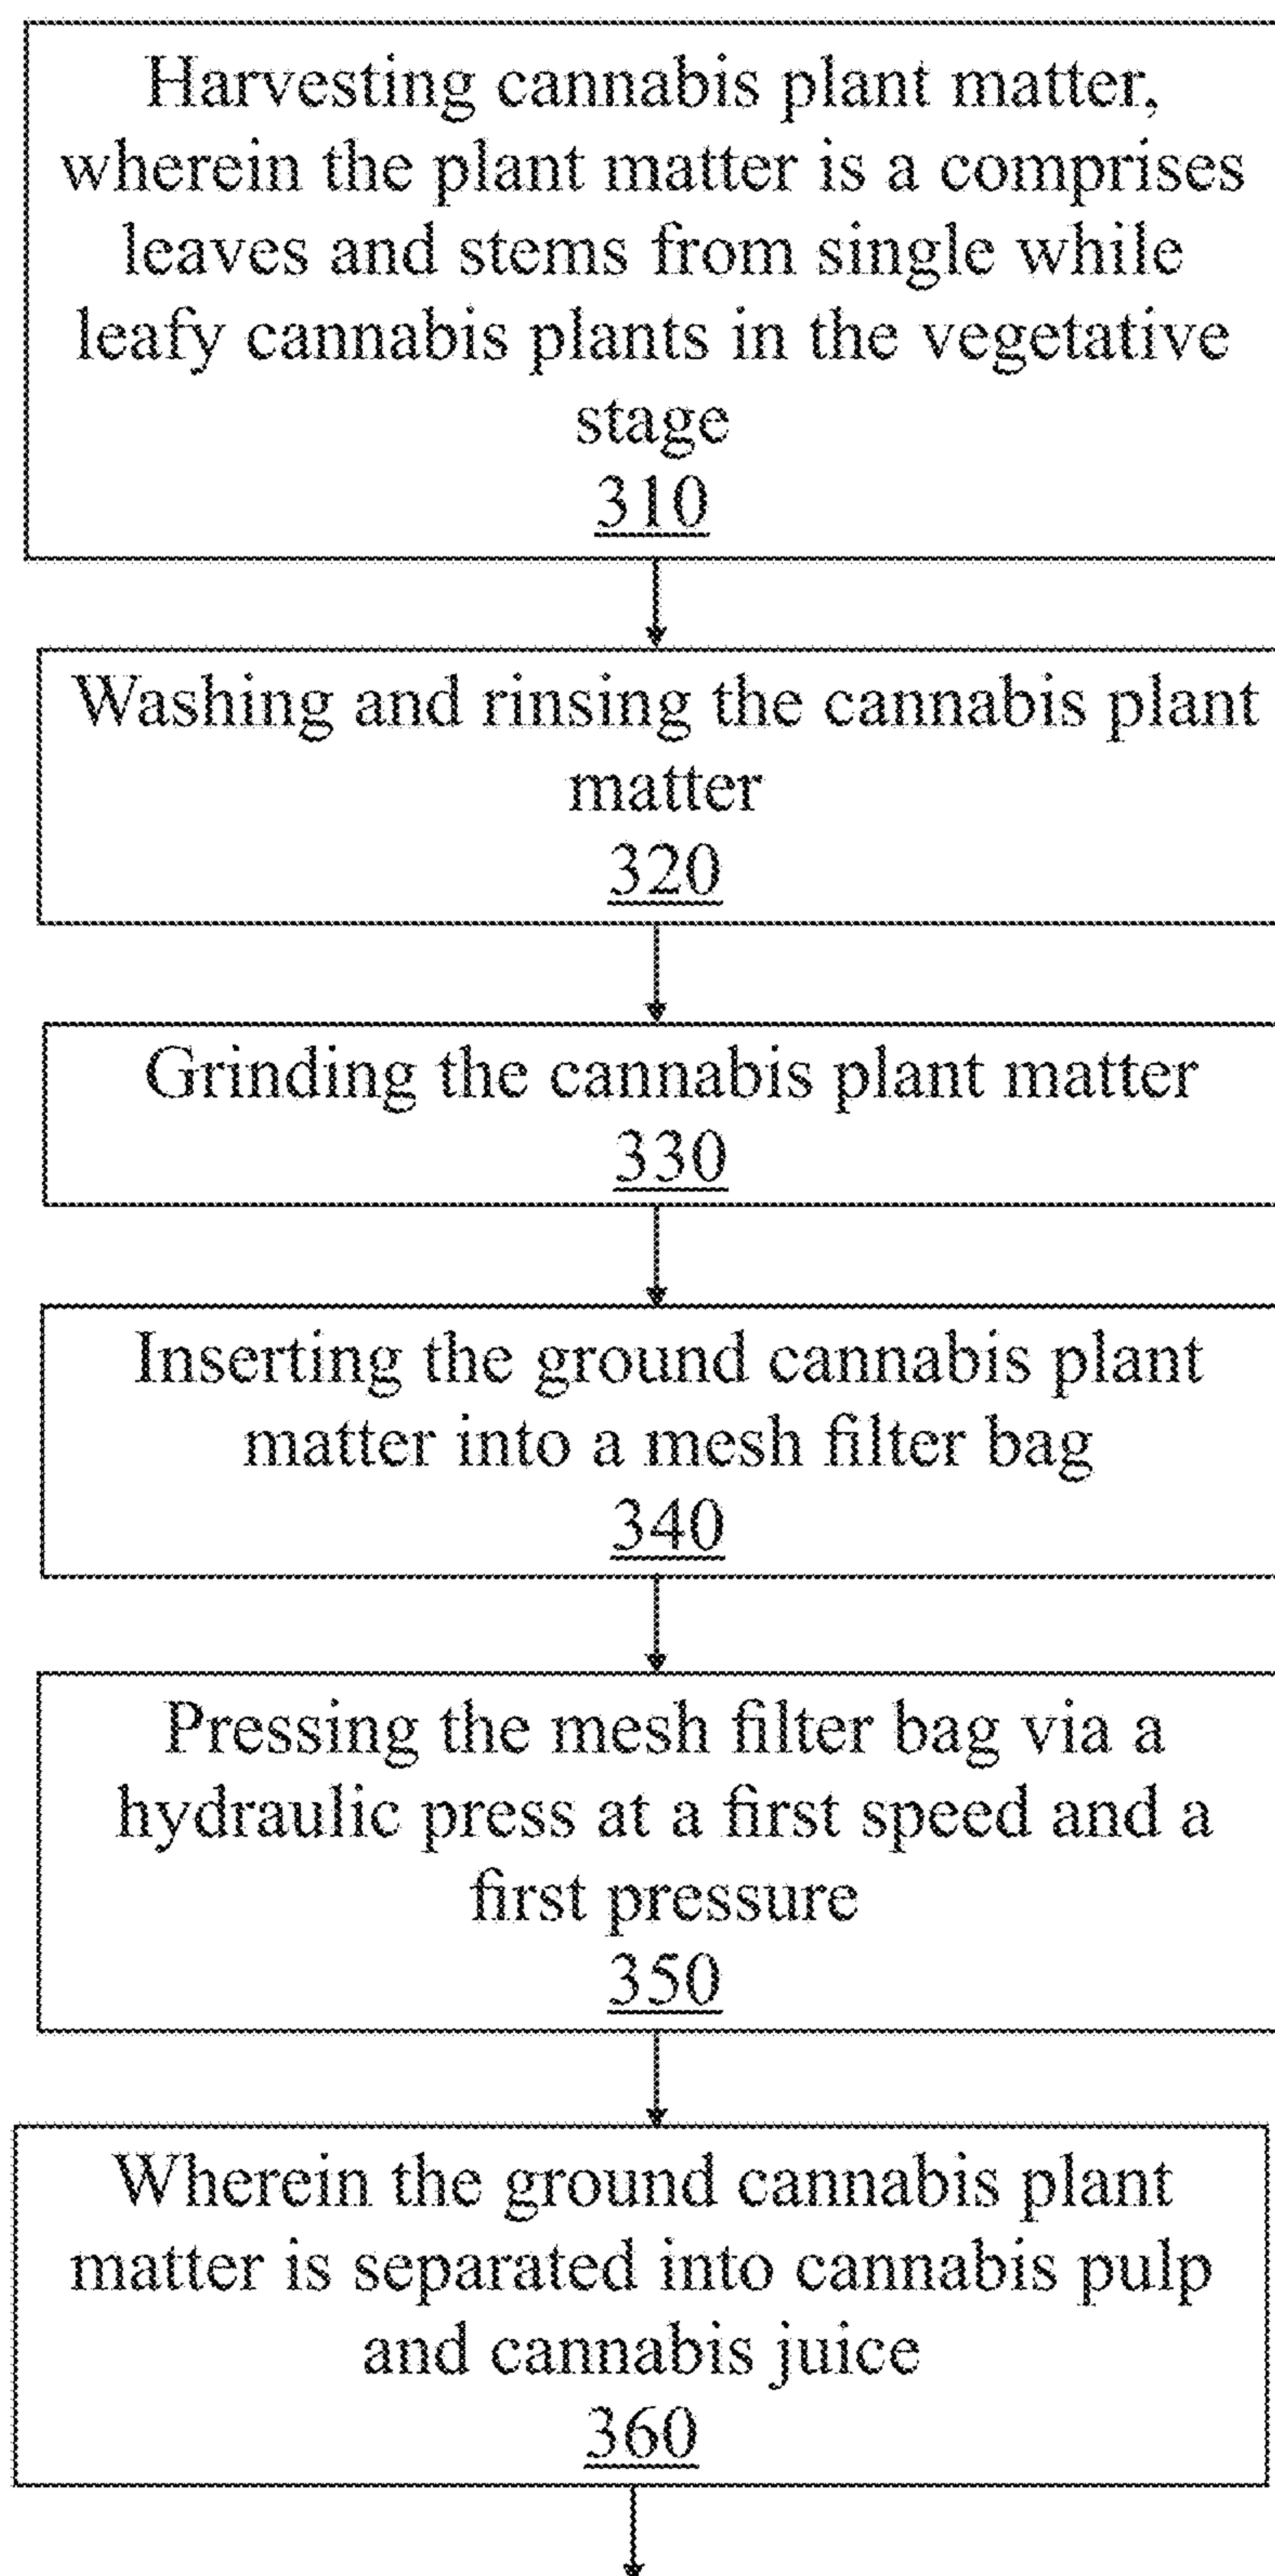 Harvesting cannabis plant matter,
wherein the plant matter is a comprises
leaves and stems from single while
leafy cannabis plants in the vegetative
stage
310
Washing and rinsing the cannabis plant
matter
320
Grinding the cannabis plant matter
330
Inserting the ground cannabis plant
matter into a mesh filter bag
340
Pressing the mesh filter bag via a
hydraulic press at a first speed and a
first pressure
350
Wherein the ground cannabis plant
matter is separated into cannabis pulp
and cannabis juice
360